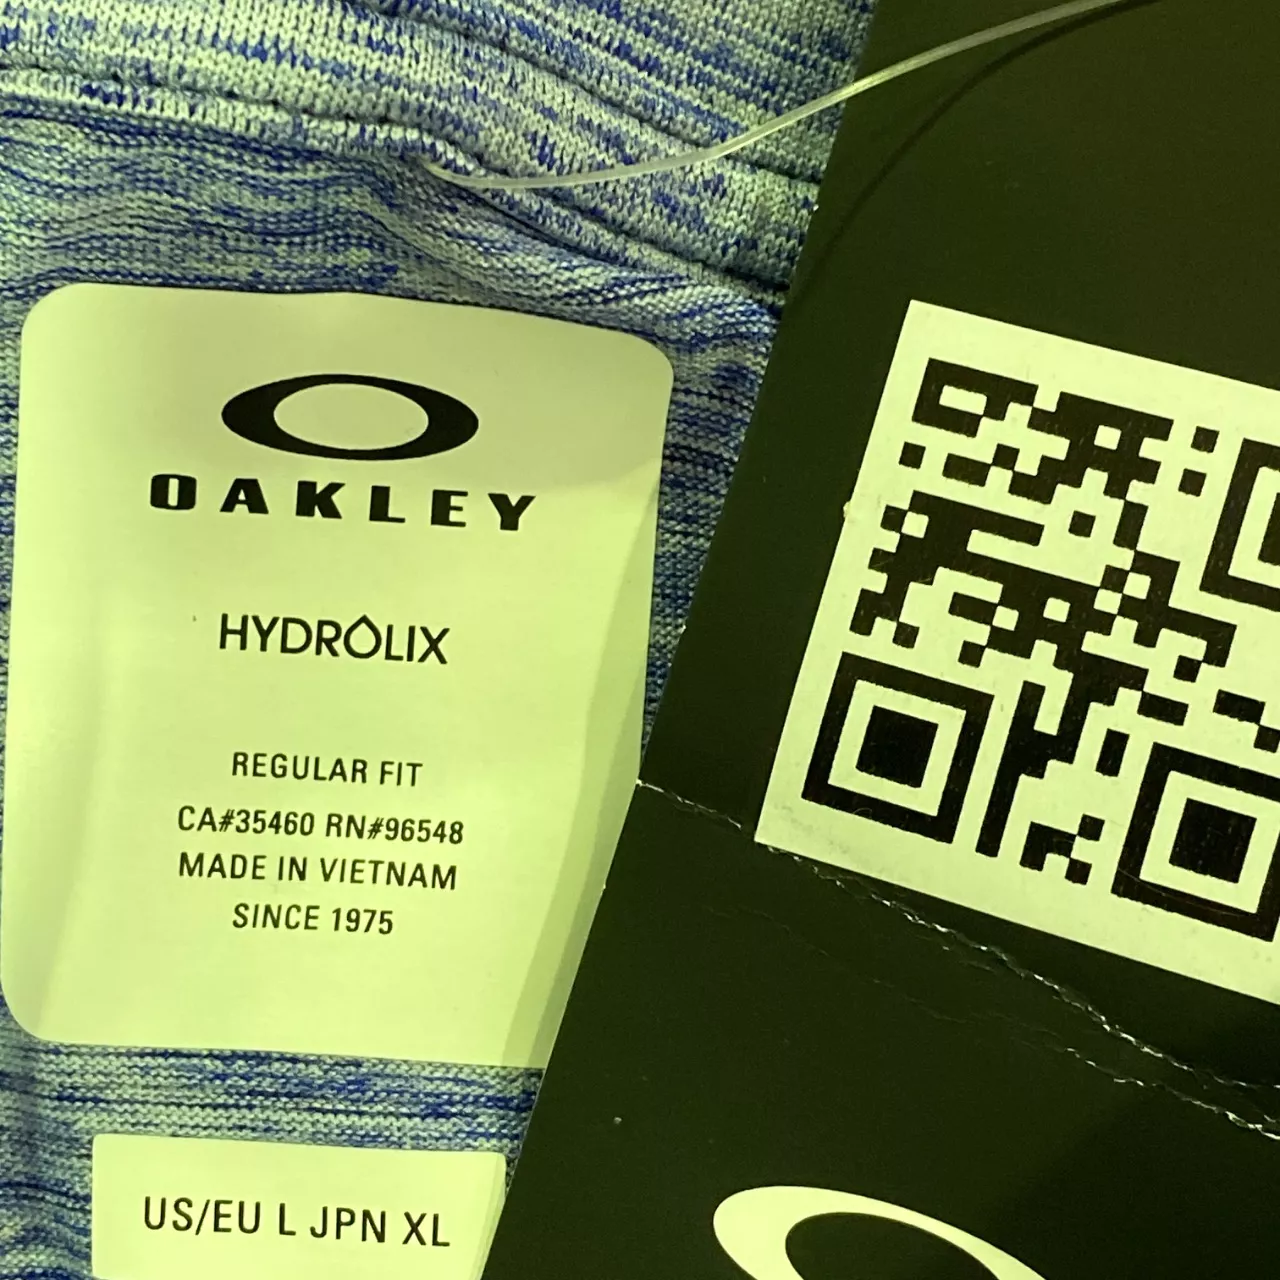 OAKLEY
HYDROLIX
REGULAR FIT
CA#35460 RN#96548
MADE IN VIETNAM
SINCE 1975
US/EU L JPN XL